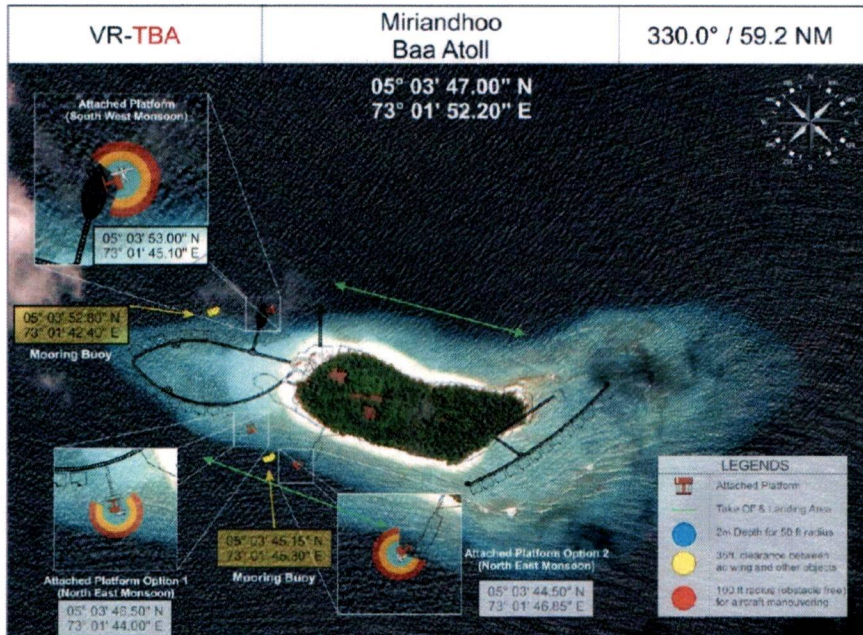 VR-TBA
Miriandhoo
Baa Atoll
330.0° / 59.2 NM
05° 03' 47.00" N
73° 01' 52.20" E
Attached Platform
(South West Monsoon)
05° 03' 53.00" N
73° 01' 45.10" E
05° 03' 52.80" N
73° 01' 42.40" E
Mooring Buoy
05° 03' 45.15" N
73° 01' 45.30" E
Mooring Buoy
Attached Platform Option 1
(North East Monsoon)
05° 03' 46.50" N
73° 01' 44.00" E
Attached Platform Option 2
(North East Monsoon)
05° 03' 44.50" N
73° 01' 46.85" E
LEGENDS
Attached Platform
Take Off & Landing Area
2m Depth for 50 ft radius
35ft. clearance between
ac wing and other objects
100 ft radius (obstacle free)
for aircraft manouvering